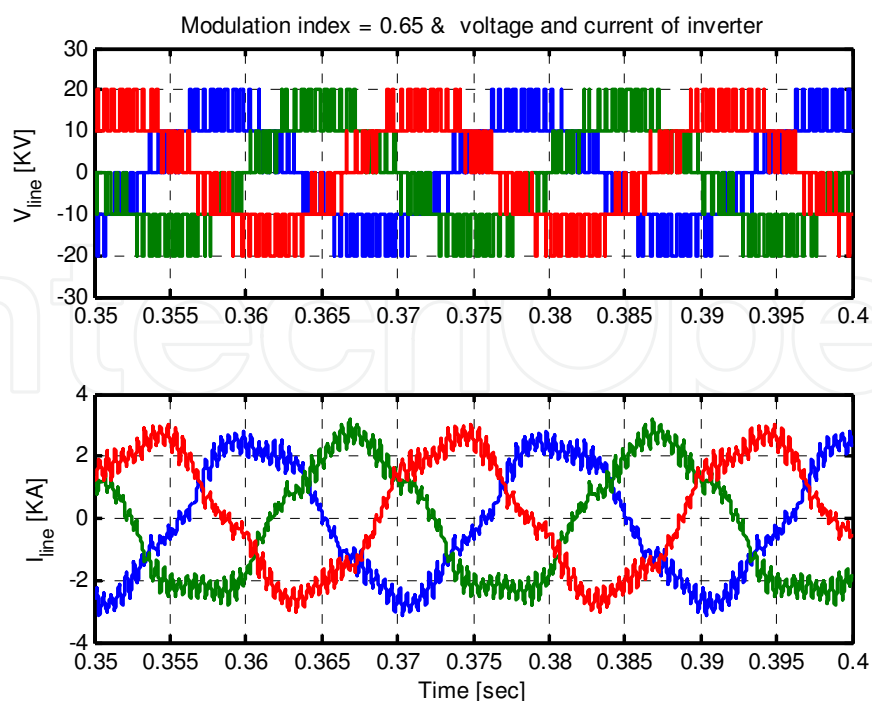 Modulation index = 0.65 & voltage and current of inverter
30
20
10
0
-10
-20
-30
V_line [KV]
0.35 0.355 0.36 0.365 0.37 0.375 0.38 0.385 0.39 0.395 0.4
4
2
0
-2
-4
I_line [KA]
0.35 0.355 0.36 0.365 0.37 0.375 0.38 0.385 0.39 0.395 0.4
Time [sec]